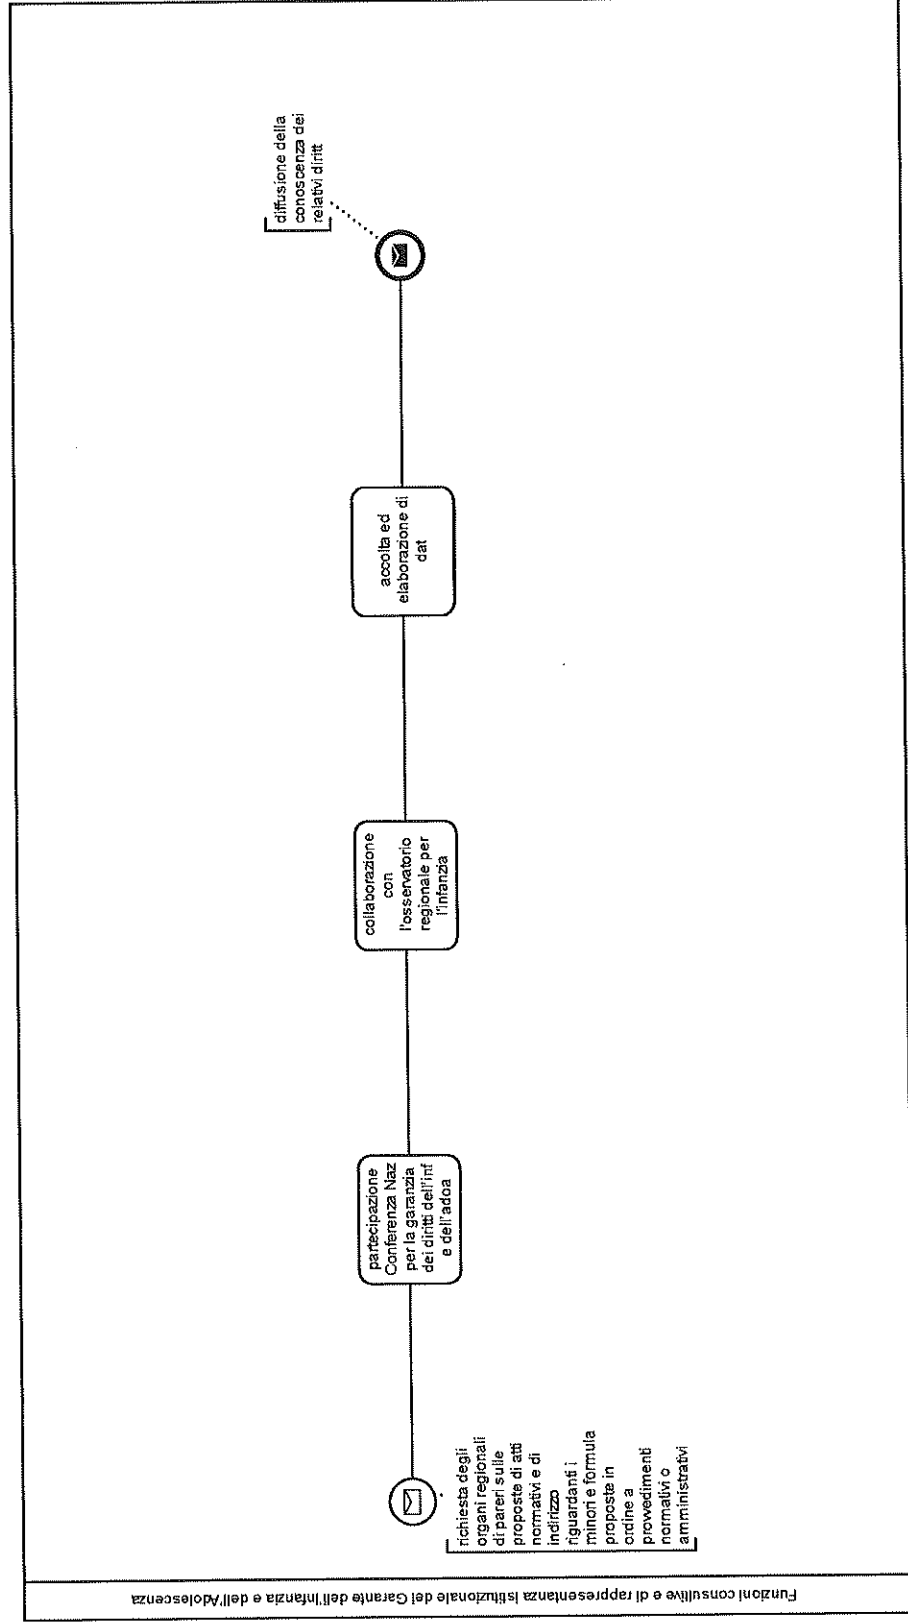 Funzioni consultive e di rappresentanza istituzionale del Garante dell'Infanzia e dell'Adolescenza
richiesta degli
organi regionali
di pareri sulle
proposte di atti
normativi e di
indirizzo
riguardanti i
minori e formula
proposte in
ordine a
provvedimenti
normativi o
amministrativi
partecipazione
Conferenza Naz
per la garanzia
dei diritti dell'inf
e dell'adoa
collaborazione
con
l'osservatorio
regionale per
l'infanzia
accolta ed
elaborazione di
dat
diffusione della
conoscenza dei
relativi diritt